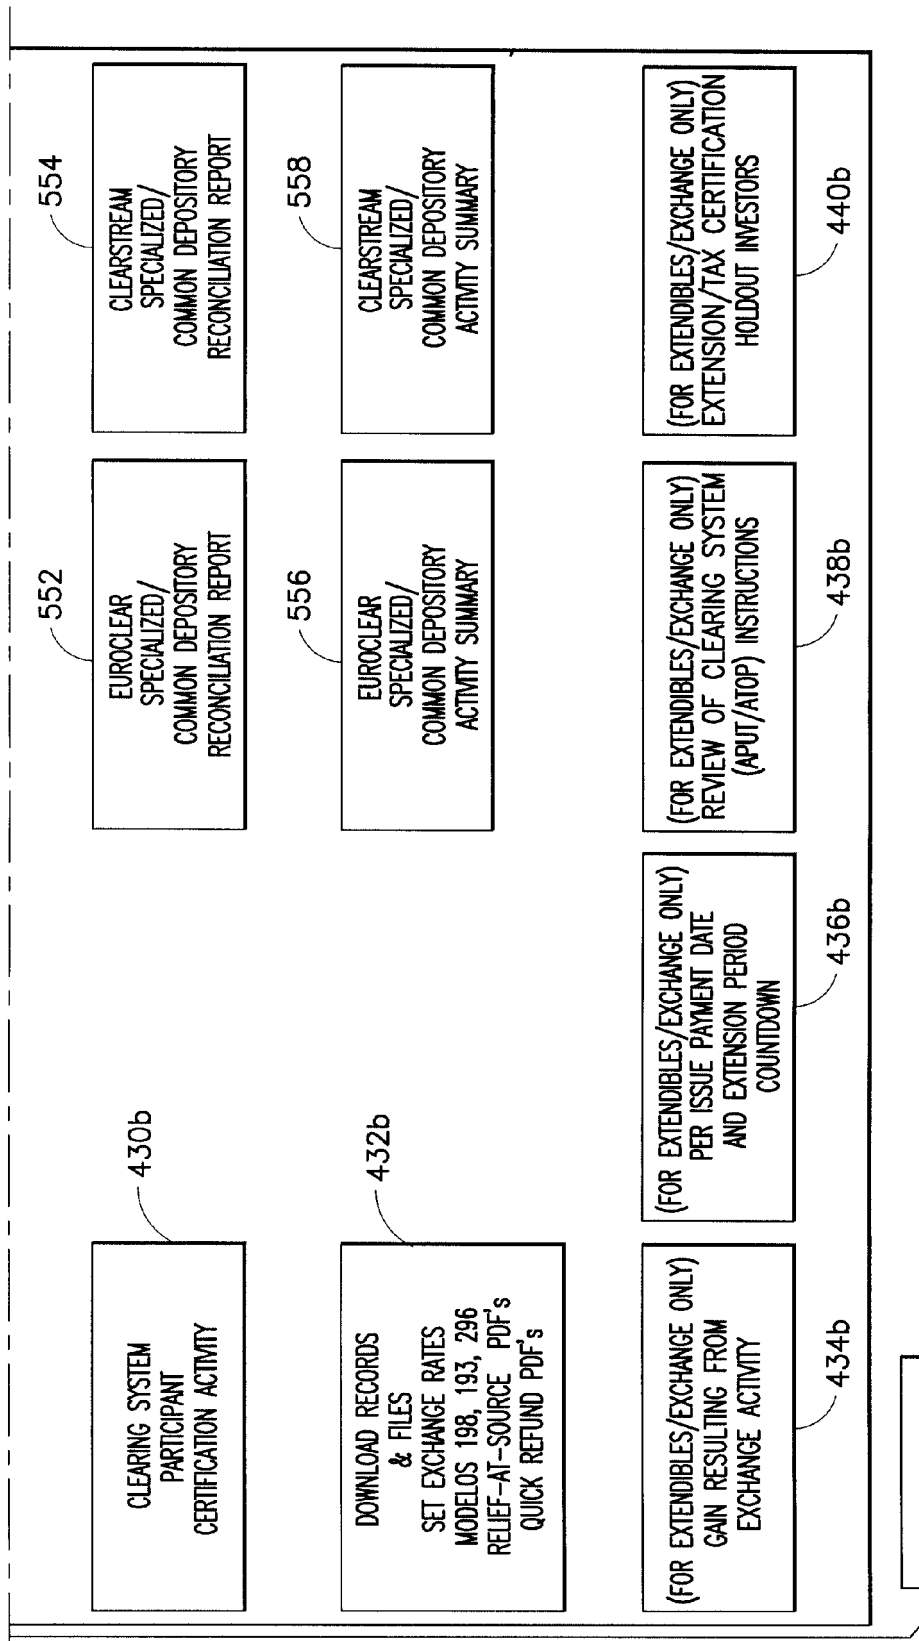 CLEARING SYSTEM
PARTICIPANT
CERTIFICATION ACTIVITY
430b
EUROCLEAR
SPECIALIZED/
COMMON DEPOSITORY
RECONCILIATION REPORT
552
CLEARSTREAM
SPECIALIZED/
COMMON DEPOSITORY
RECONCILIATION REPORT
554
DOWNLOAD RECORDS
& FILES
SET EXCHANGE RATES
MODELOS 198, 193, 296
RELIEF-AT-SOURCE PDF's
QUICK REFUND PDF's
432b
EUROCLEAR
SPECIALIZED/
COMMON DEPOSITORY
ACTIVITY SUMMARY
556
CLEARSTREAM
SPECIALIZED/
COMMON DEPOSITORY
ACTIVITY SUMMARY
558
(FOR EXTENDIBLES/EXCHANGE ONLY)
GAIN RESULTING FROM
EXCHANGE ACTIVITY
434b
(FOR EXTENDIBLES/EXCHANGE ONLY)
PER ISSUE PAYMENT DATE
AND EXTENSION PERIOD
COUNTDOWN
436b
(FOR EXTENDIBLES/EXCHANGE ONLY)
REVIEW OF CLEARING SYSTEM
(APUT/ATOP) INSTRUCTIONS
438b
(FOR EXTENDIBLES/EXCHANGE ONLY)
EXTENSION/TAX CERTIFICATION
HOLDOUT INVESTORS
440b